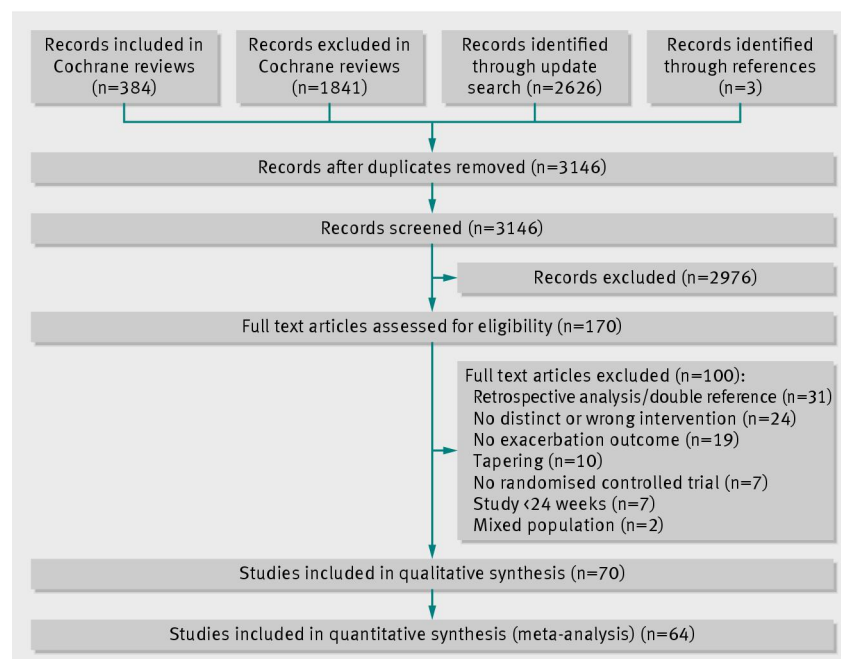 Records included in
Cochrane reviews
(n=384)
Records excluded in
Cochrane reviews
(n=1841)
Records identified
through update
search (n=2626)
Records identified
through references
(n=3)
Records after duplicates removed (n=3146)
Records screened (n=3146)
Records excluded (n=2976)
Full text articles assessed for eligibility (n=170)
Full text articles excluded (n=100):
Retrospective analysis/double reference (n=31)
No distinct or wrong intervention (n=24)
No exacerbation outcome (n=19)
Tapering (n=10)
No randomised controlled trial (n=7)
Study <24 weeks (n=7)
Mixed population (n=2)
Studies included in qualitative synthesis (n=70)
Studies included in quantitative synthesis (meta-analysis) (n=64)